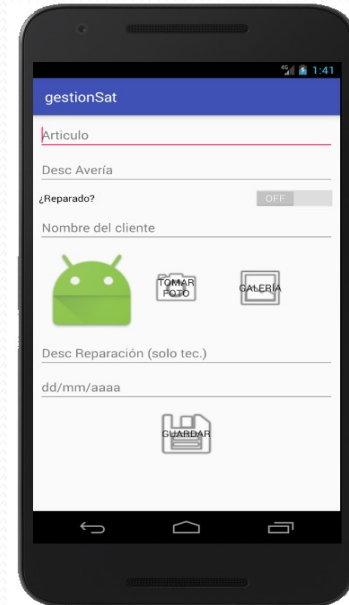 4G 1:41
gestionSat
Articulo
Desc Avería
¿Reparado? OFF
Nombre del cliente
TOMAR
FOTO
GALERÍA
Desc Reparación (solo tec.)
dd/mm/aaaa
GUARDAR